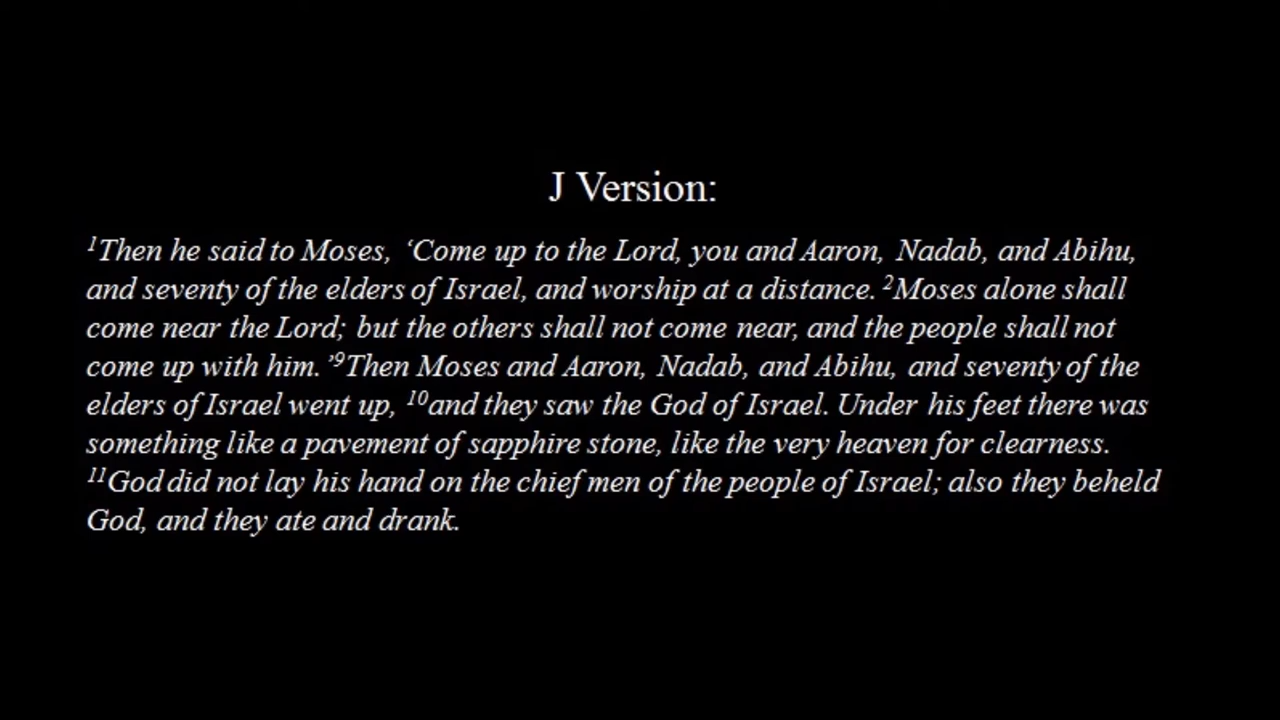 J Version:
¹Then he said to Moses, ‘Come up to the Lord, you and Aaron, Nadab, and Abihu,
and seventy of the elders of Israel, and worship at a distance. ²Moses alone shall
come near the Lord; but the others shall not come near, and the people shall not
come up with him.’⁹Then Moses and Aaron, Nadab, and Abihu, and seventy of the
elders of Israel went up, ¹⁰and they saw the God of Israel. Under his feet there was
something like a pavement of sapphire stone, like the very heaven for clearness.
¹¹God did not lay his hand on the chief men of the people of Israel; also they beheld
God, and they ate and drank.